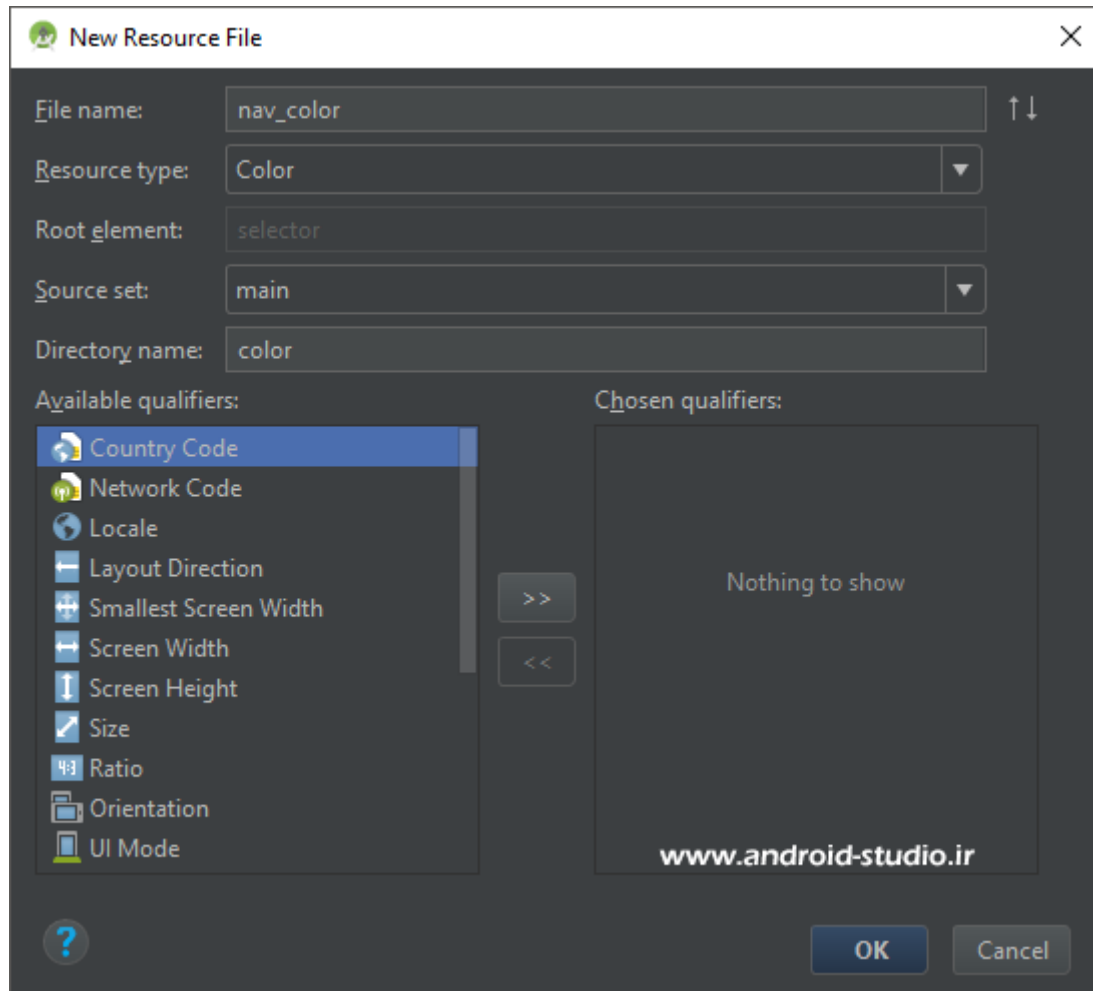 New Resource File
File name: nav_color
Resource type: Color
Root element: selector
Source set: main
Directory name: color
Available qualifiers:
Chosen qualifiers:
Country Code
Network Code
Locale
Layout Direction
Smallest Screen Width
Screen Width
Screen Height
Size
4:3 Ratio
Orientation
UI Mode
>>
<<
Nothing to show
www.android-studio.ir
?
OK
Cancel